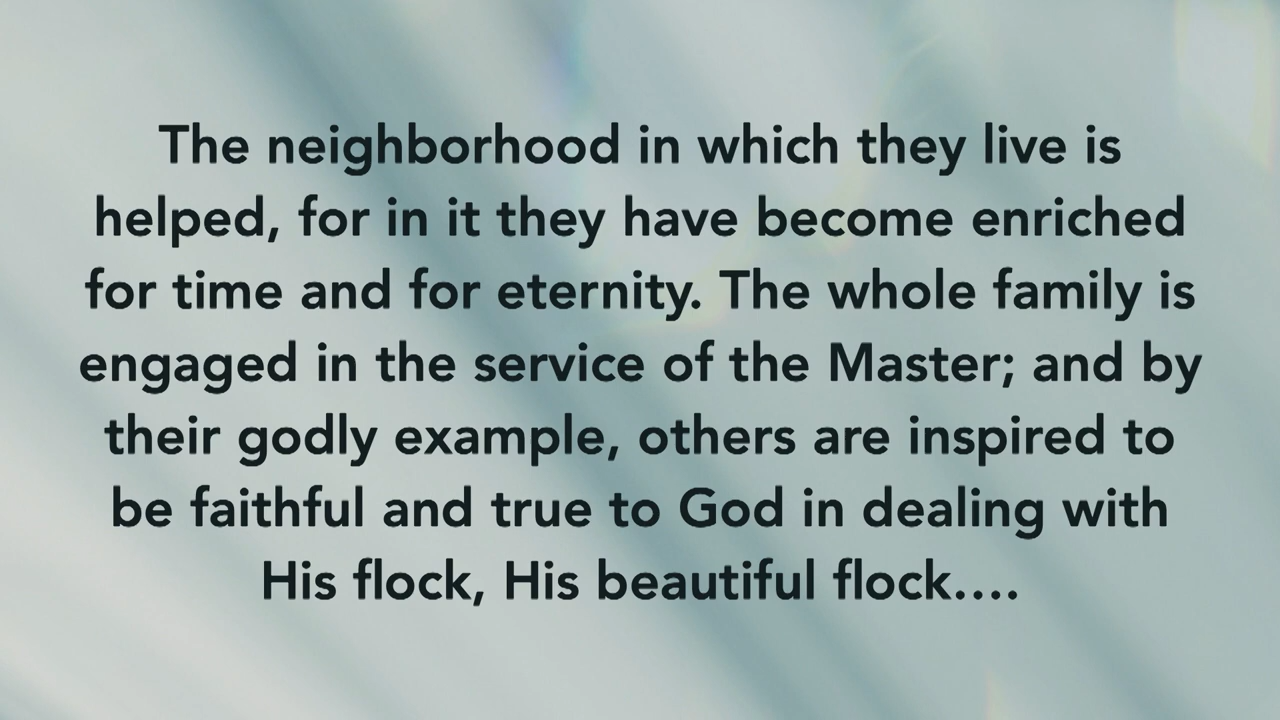 The neighborhood in which they live is
helped, for in it they have become enriched
for time and for eternity. The whole family is
engaged in the service of the Master; and by
their godly example, others are inspired to
be faithful and true to God in dealing with
His flock, His beautiful flock....